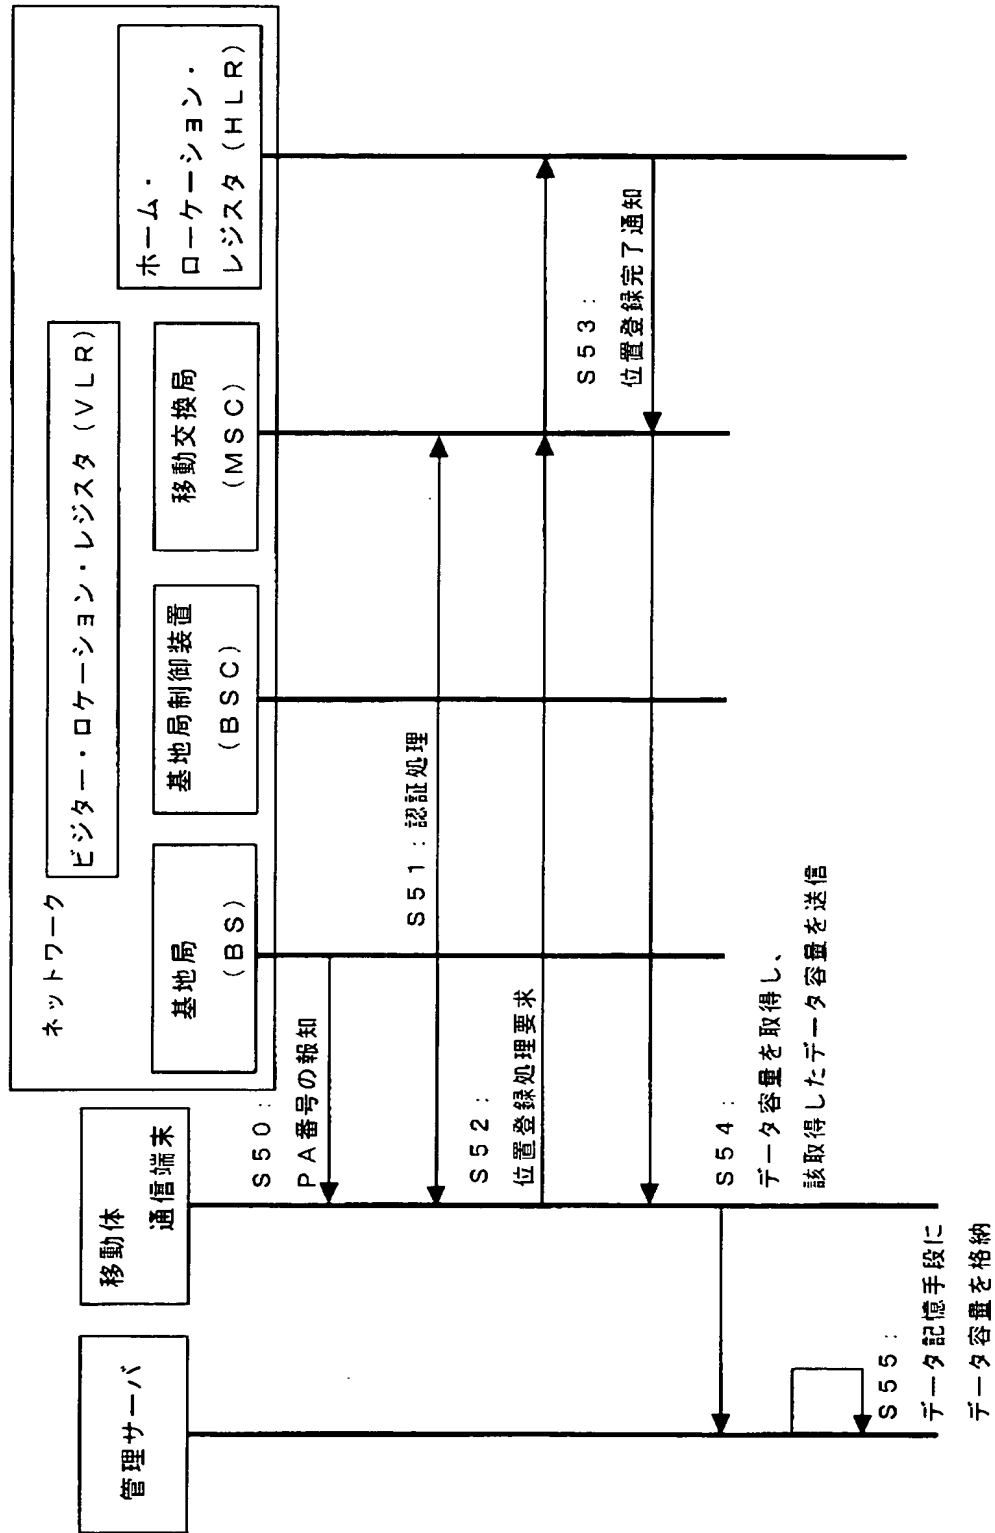 管理サーバ
移動体
通信端末
ネットワーク
ビジター・ロケーション・レジスタ（VLR）
基地局
（BS）
基地局制御装置
（BSC）
移動交換局
（MSC）
ホーム・
ローケーション・
レジスタ（HLR）
S50：
PA番号の報知
S51：認証処理
S52：
位置登録処理要求
S53：
位置登録完了通知
S54：
データ容量を取得し、
該取得したデータ容量を送信
S55：
データ記憶手段に
データ容量を格納